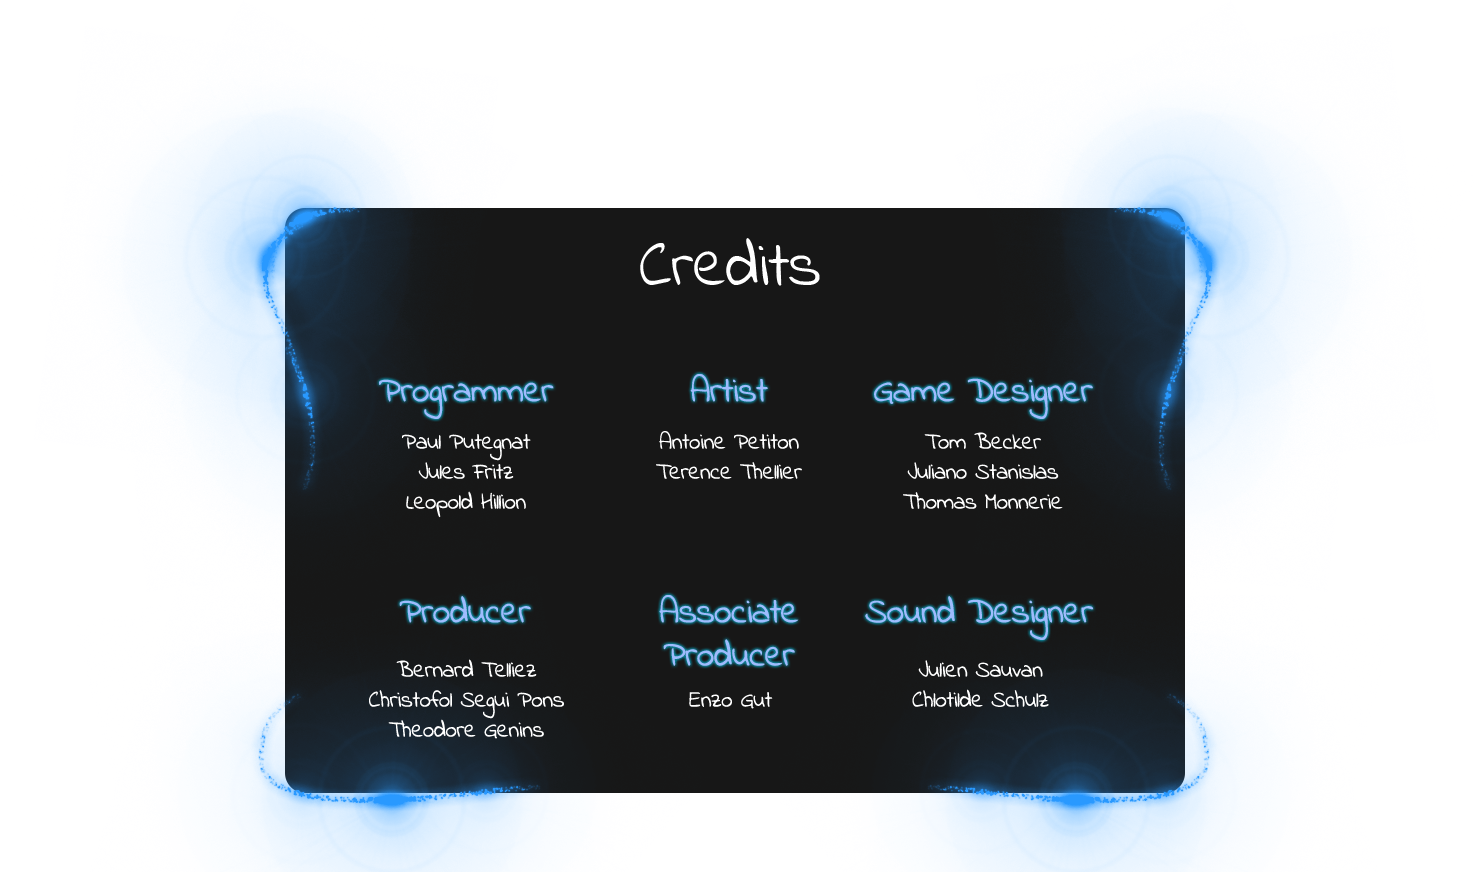 Credits
Programmer
Paul Putegnat
Jules Fritz
Leopold Hillion
Artist
Antoine Petiton
Terence Thellier
Game Designer
Tom Becker
Juliano Stanislas
Thomas Monnerie
Producer
Bernard Telliez
Christofol Segui Pons
Theodore Genins
Associate
Producer
Enzo Gut
Sound Designer
Julien Sauvan
Chlotilde Schulz